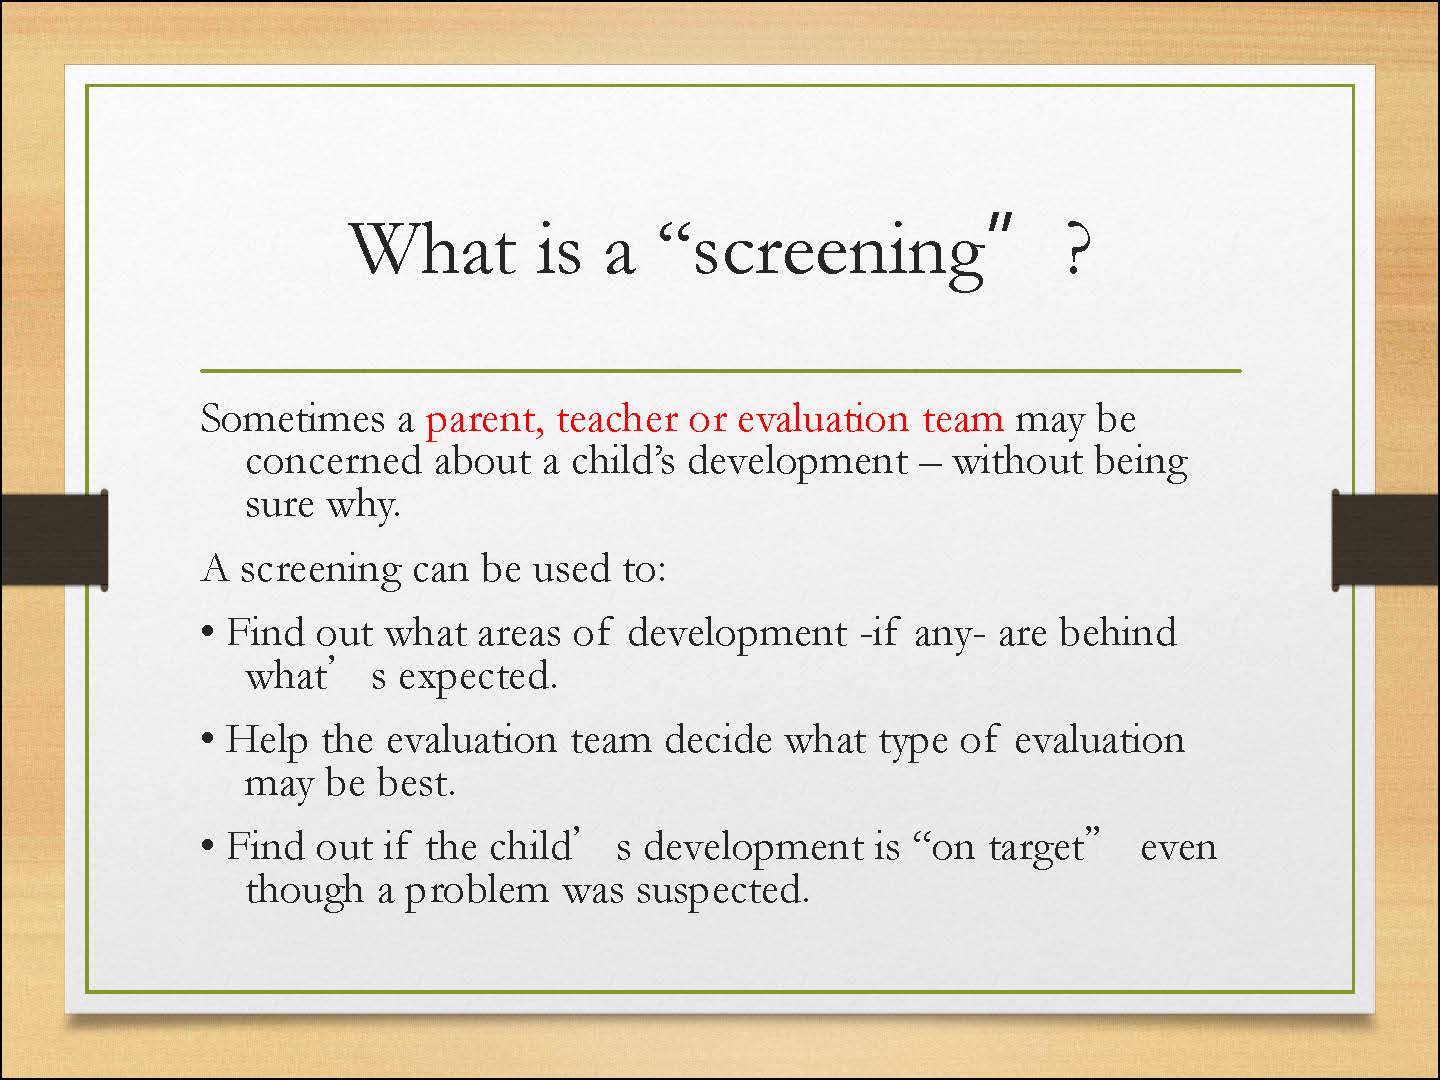 What is a “screening" ?
Sometimes a parent, teacher or evaluation team may be
concerned about a child’s development – without being
sure why.
A screening can be used to:
• Find out what areas of development -if any- are behind
what’ s expected.
• Help the evaluation team decide what type of evaluation
may be best.
• Find out if the child’ s development is “on target” even
though a problem was suspected.